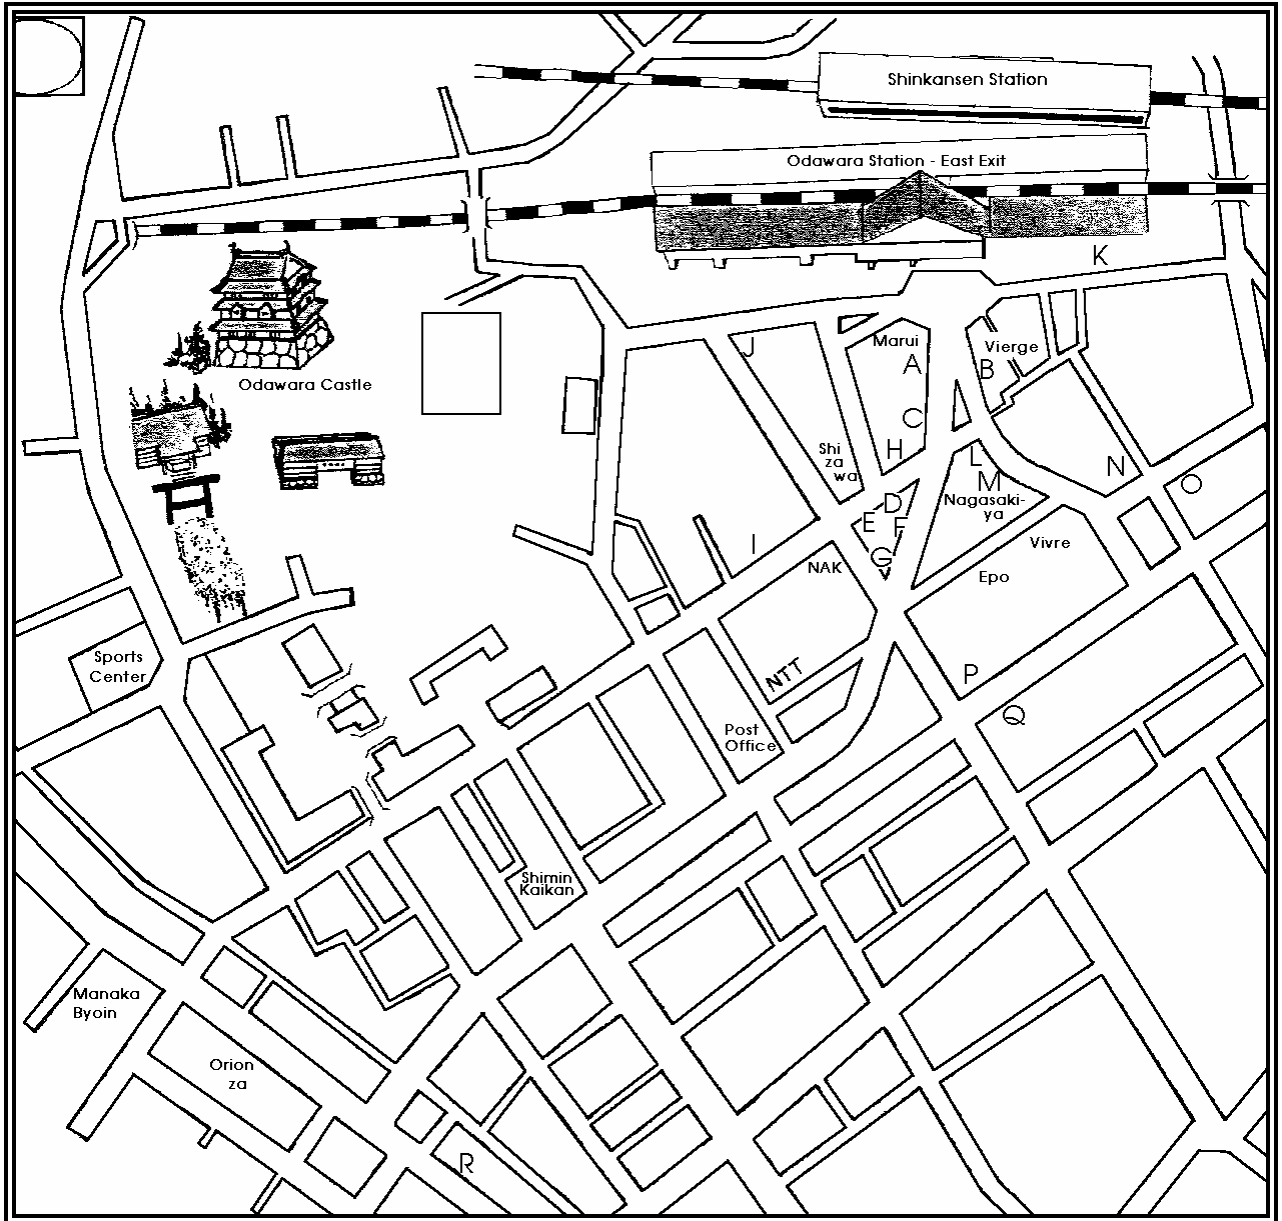 Shinkansen Station
Odawara Station - East Exit
K
Marui
J
Vierge
A
B
Odawara Castle
C
H
Shi
za
wa
L
M
N
O
Nagasaki-
ya
D
E
F
G
I
NAK
Vivre
Epo
Sports
Center
NTT
P
Q
Post
Office
Shimin
Kaikan
Manaka
Byoin
Orion
za
R